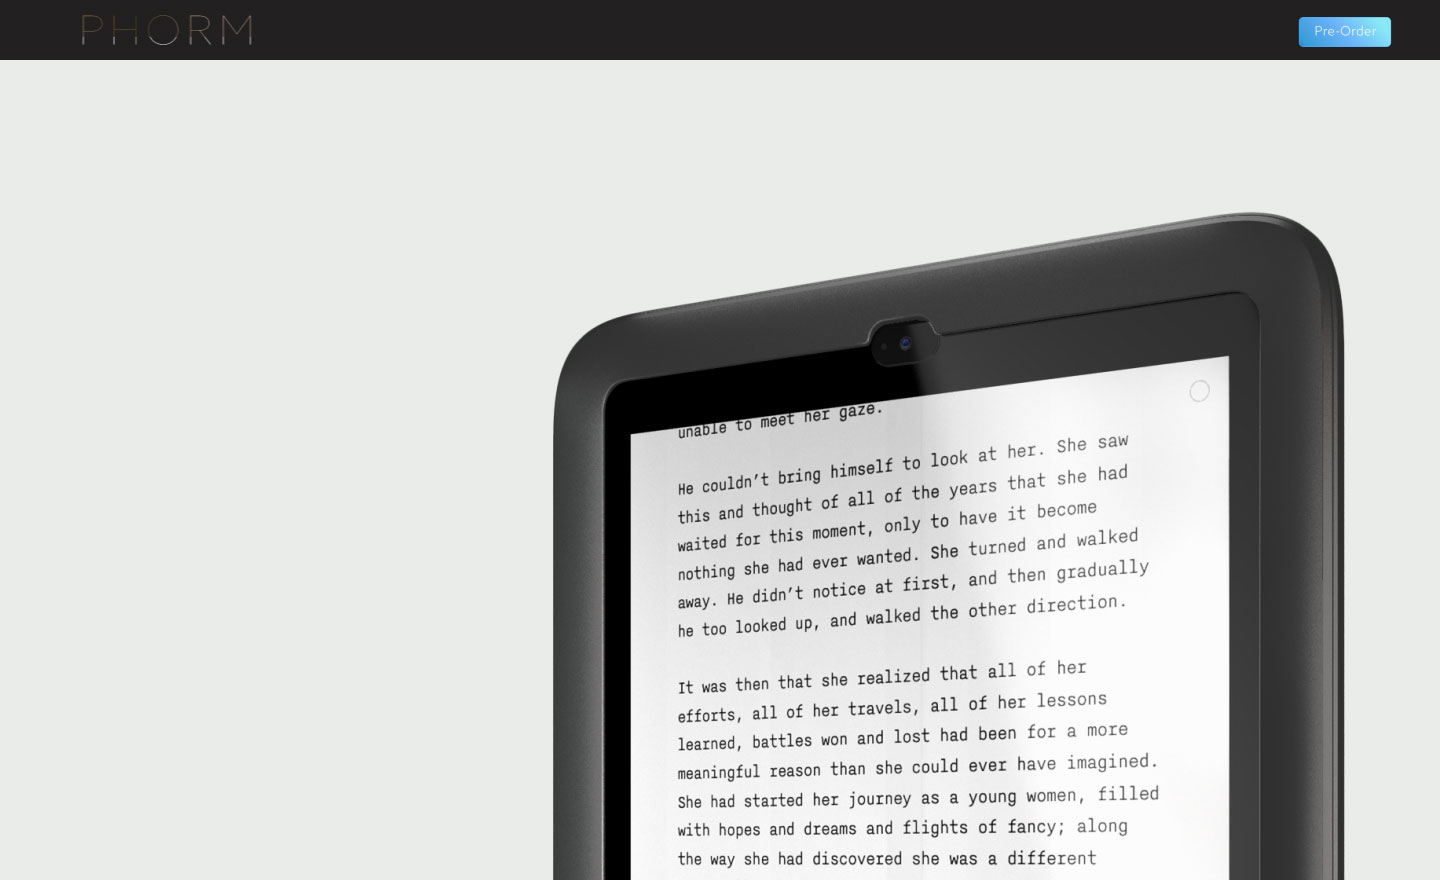 PHORM
Pre-Order
unable to meet her gaze.
He couldn’t bring himself to look at her. She saw
this and thought of all of the years that she had
waited for this moment, only to have it become
nothing she had ever wanted. She turned and walked
away. He didn’t notice at first, and then gradually
he too looked up, and walked the other direction.
It was then that she realized that all of her
efforts, all of her travels, all of her lessons
learned, battles won and lost had been for a more
meaningful reason than she could ever have imagined.
She had started her journey as a young women, filled
with hopes and dreams and flights of fancy; along
the way she had discovered she was a different